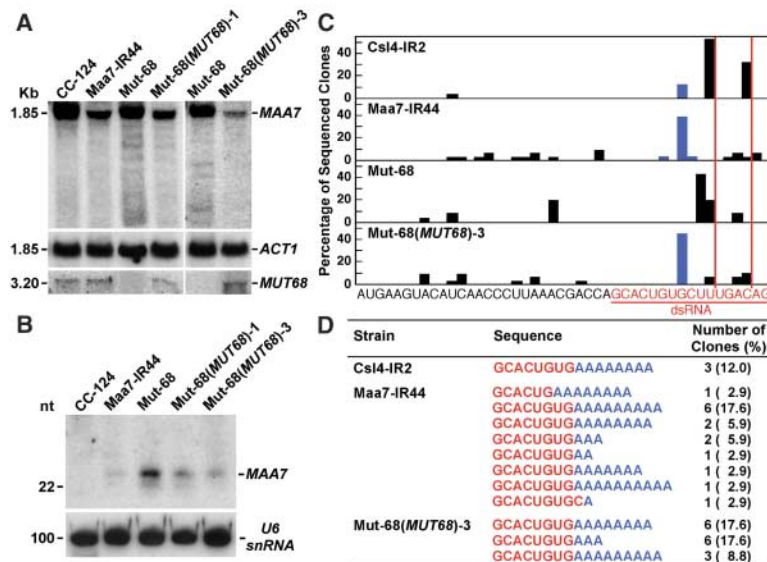 A
CC-124
Maa7-IR44
Mut-68
Mut-68(MUT68)-1
Mut-68
Mut-68(MUT68)-3
Kb
1.85
MAA7
1.85
ACT1
3.20
MUT68
B
CC-124
Maa7-IR44
Mut-68
Mut-68(MUT68)-1
Mut-68(MUT68)-3
nt
MAA7
22
100
U6
snRNA
C
Percentage of Sequenced Clones
Csl4-IR2
40
20
0
Maa7-IR44
40
20
0
Mut-68
40
20
0
Mut-68(MUT68)-3
40
20
0
AUGAAGUACAUCAACCCUUAAACGACCAGCACUGUGCUUUGACAG
dsRNA
D
Strain Sequence Number of
Clones (%)
Csl4-IR2 GCACUGUGAAAAAAAA 3 (12.0)
Maa7-IR44 GCACUGAAAAAAAA 1 ( 2.9)
GCACUGUGAAAAAAAAA 6 (17.6)
GCACUGUGAAAAAAAA 2 ( 5.9)
GCACUGUGAAA 2 ( 5.9)
GCACUGUGAA 1 ( 2.9)
GCACUGUGAAAAAAA 1 ( 2.9)
GCACUGUGAAAAAAAAAA 1 ( 2.9)
GCACUGUGCA 1 ( 2.9)
Mut-68(MUT68)-3 GCACUGUGAAAAAAAA 6 (17.6)
GCACUGUGAAA 6 (17.6)
GCACUGUGAAAAAAAAA 3 ( 8.8)